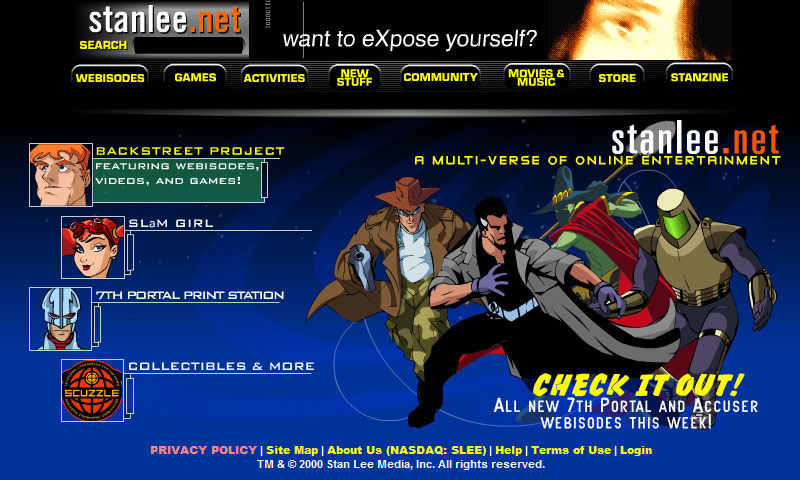 stanlee.net
SEARCH
want to eXpose yourself?
WEBISODES
GAMES
ACTIVITIES
NEW
STUFF
COMMUNITY
MOVIES &
MUSIC
STORE
STANZINE
stanlee.net
A MULTI-VERSE OF ONLINE ENTERTAINMENT
BACKSTREET PROJECT
FEATURING WEBISODES,
VIDEOS, AND GAMES!
SLaM GIRL
7TH PORTAL PRINT STATION
COLLECTIBLES & MORE
SCUZZLE
CHECK IT OUT!
ALL NEW 7TH PORTAL AND ACCUSER
WEBISODES THIS WEEK!
PRIVACY POLICY | Site Map | About Us (NASDAQ: SLEE) | Help | Terms of Use | Login
TM & © 2000 Stan Lee Media, Inc. All rights reserved.